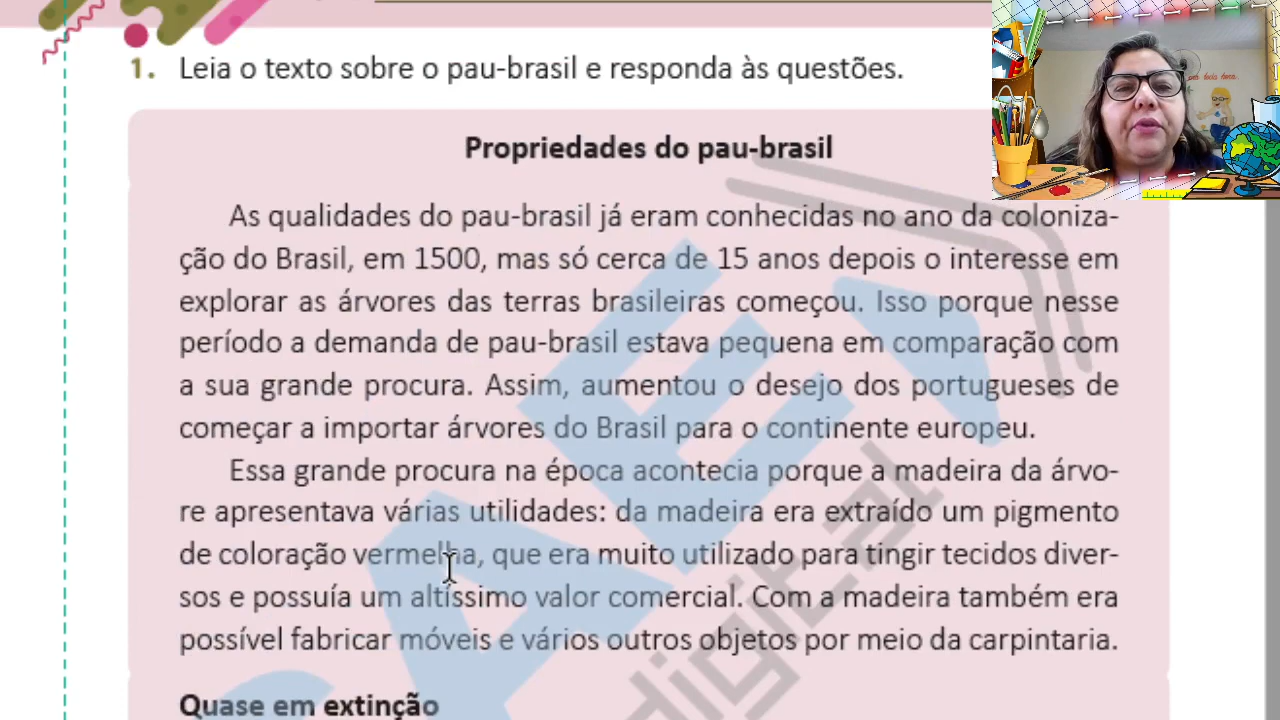 1. Leia o texto sobre o pau-brasil e responda às questões.
Propriedades do pau-brasil
As qualidades do pau-brasil já eram conhecidas no ano da coloniza-
ção do Brasil, em 1500, mas só cerca de 15 anos depois o interesse em
explorar as árvores das terras brasileiras começou. Isso porque nesse
período a demanda de pau-brasil estava pequena em comparação com
a sua grande procura. Assim, aumentou o desejo dos portugueses de
começar a importar árvores do Brasil para o continente europeu.
Essa grande procura na época acontecia porque a madeira da árvo-
re apresentava várias utilidades: da madeira era extraído um pigmento
de coloração vermelha, que era muito utilizado para tingir tecidos diver-
sos e possuía um altíssimo valor comercial. Com a madeira também era
possível fabricar móveis e vários outros objetos por meio da carpintaria.
Quase em extinção
digital